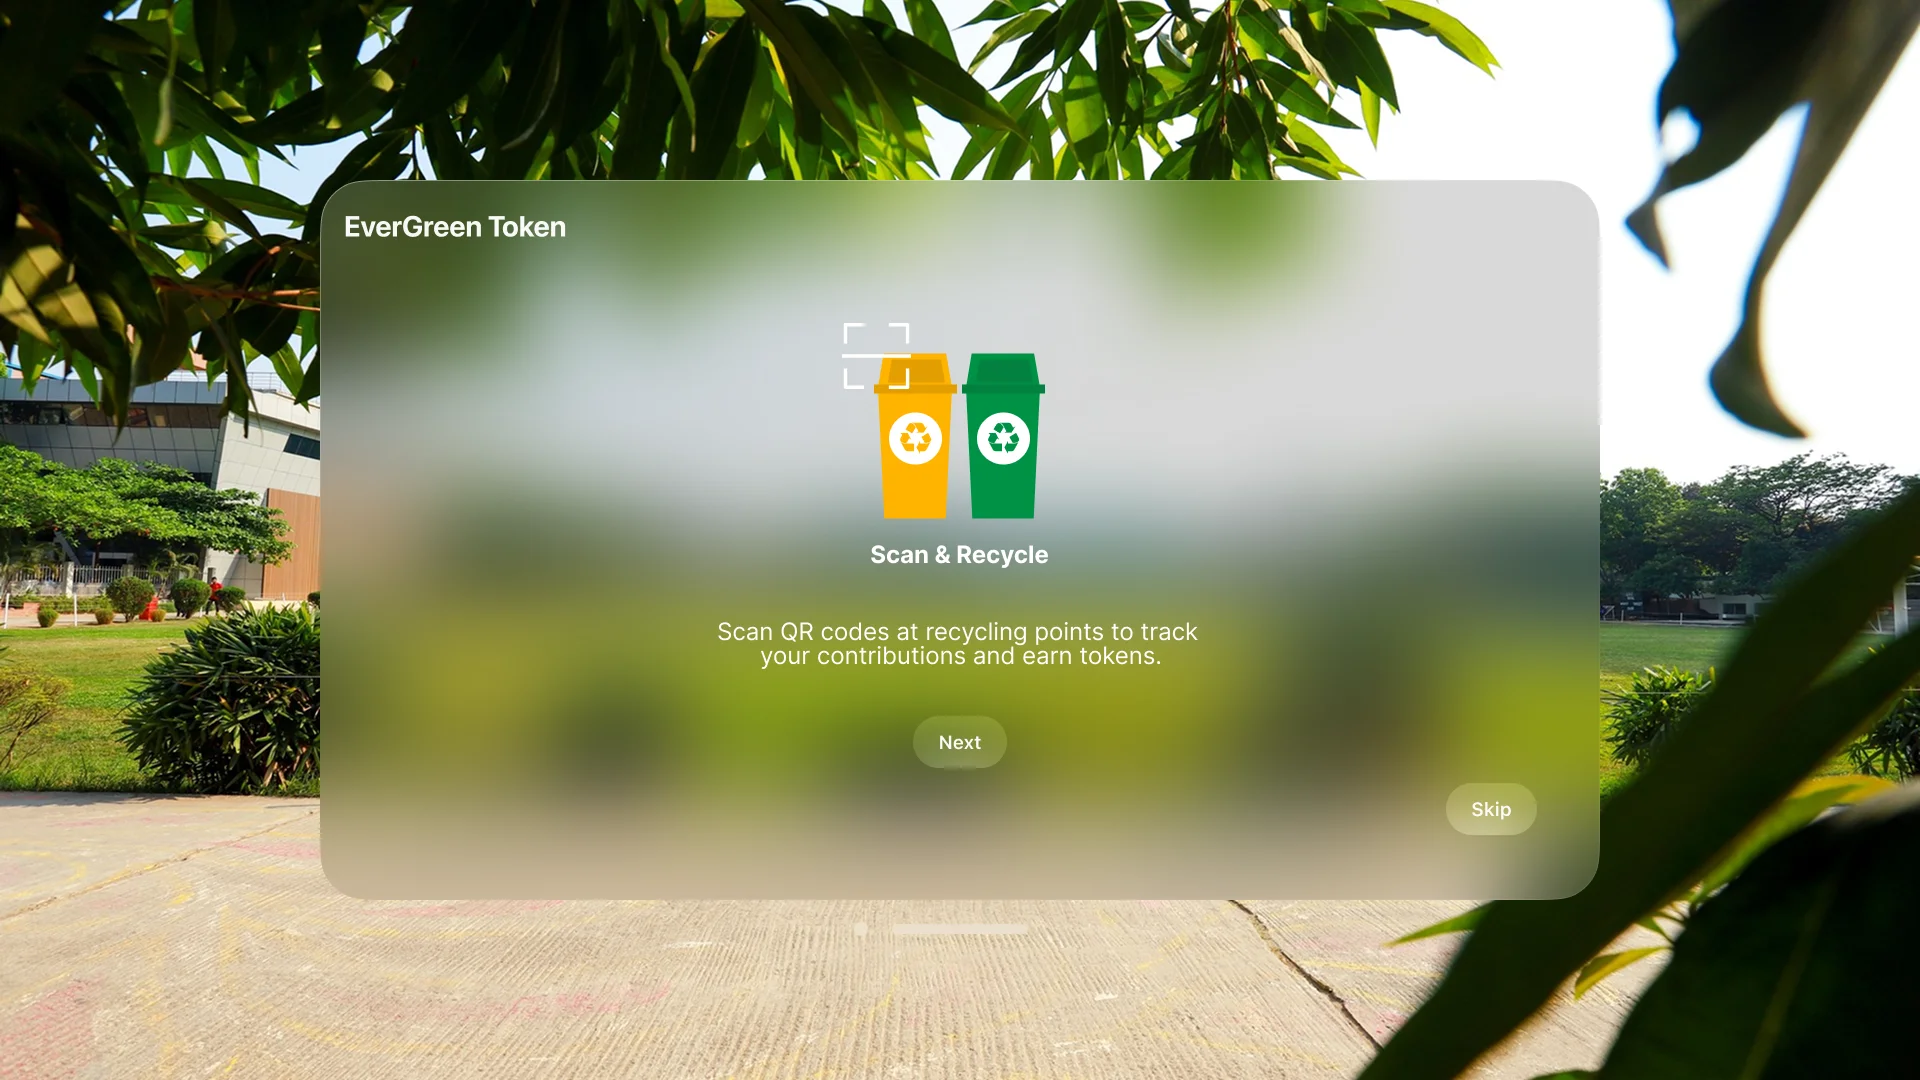 EverGreen Token
Scan & Recycle
Scan QR codes at recycling points to track
your contributions and earn tokens.
Next
Skip